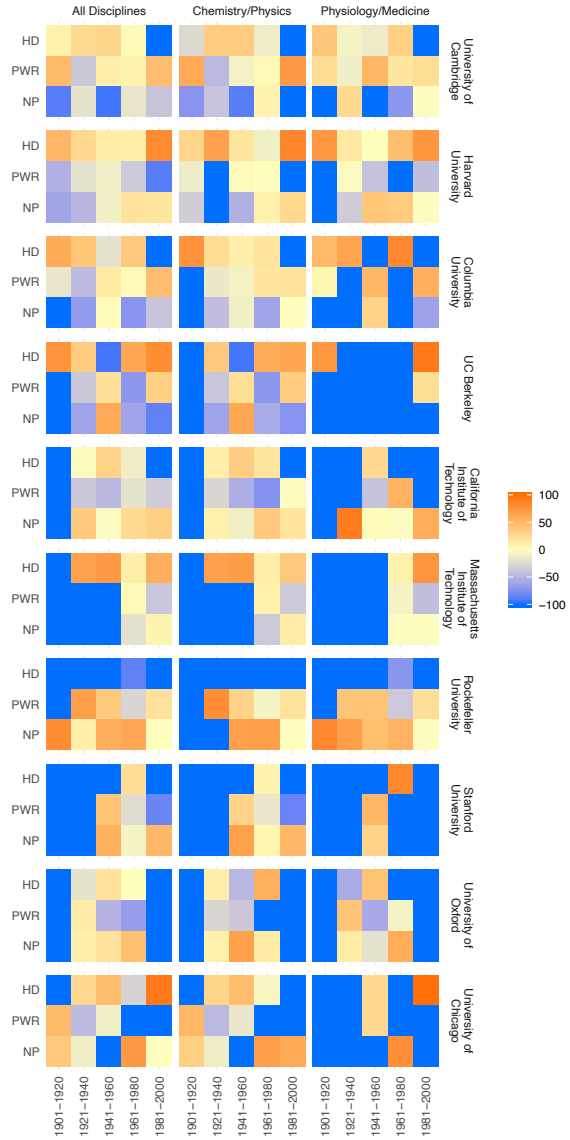 All Disciplines
Chemistry/Physics
Physiology/Medicine
HD
PWR
NP
University of
Cambridge
HD
PWR
NP
Harvard
University
HD
PWR
NP
Columbia
University
HD
PWR
NP
UC Berkeley
HD
PWR
NP
California
Institute of
Technology
HD
PWR
NP
Massachusetts
Institute of
Technology
HD
PWR
NP
Rockefeller
University
HD
PWR
NP
Stanford
University
HD
PWR
NP
University of
Oxford
HD
PWR
NP
University of
Chicago
100
50
0
−50
−100
1901−1920
1921−1940
1941−1960
1961−1980
1981−2000
1901−1920
1921−1940
1941−1960
1961−1980
1981−2000
1901−1920
1921−1940
1941−1960
1961−1980
1981−2000